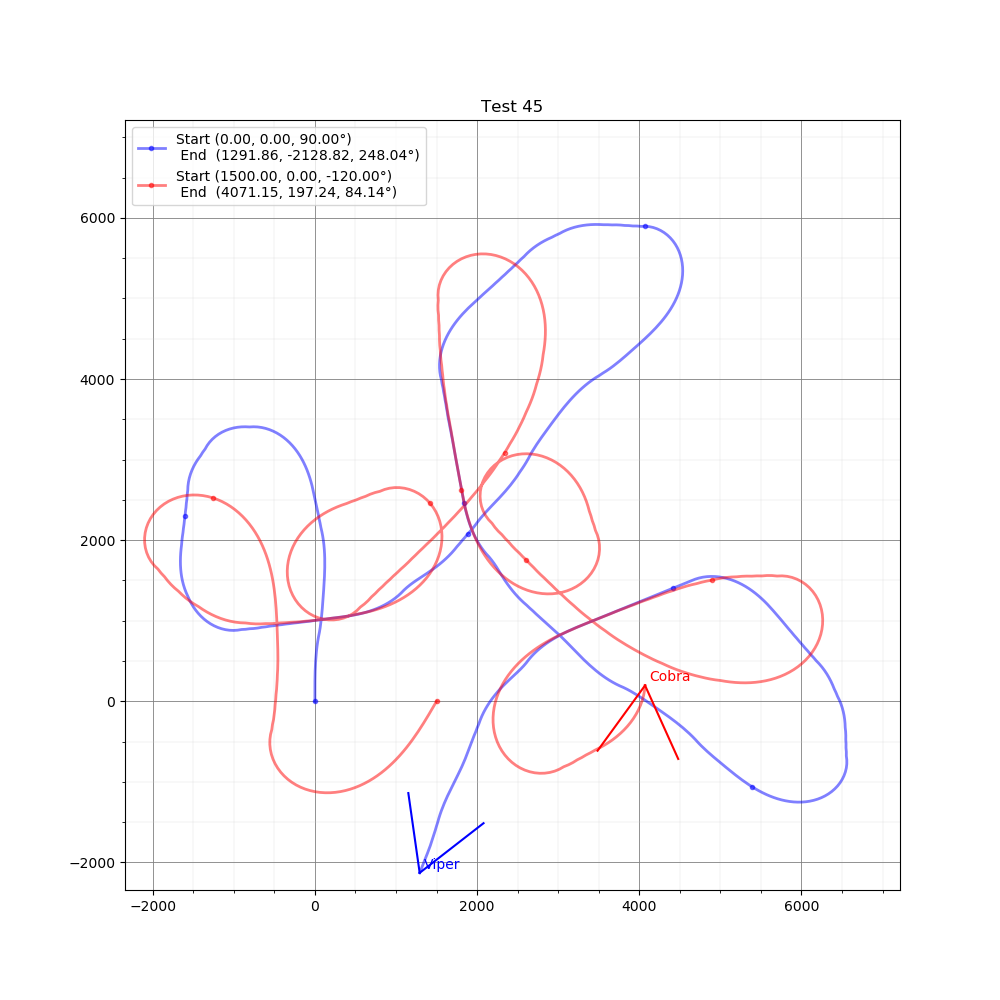 Test 45
Start (0.00, 0.00, 90.00°)
End  (1291.86, -2128.82, 248.04°)
Start (1500.00, 0.00, -120.00°)
End  (4071.15, 197.24, 84.14°)
6000
4000
2000
0
−2000
Cobra
Viper
−2000
0
2000
4000
6000